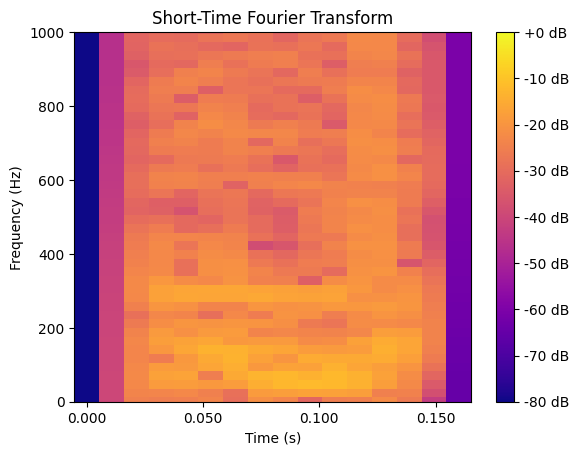 Short-Time Fourier Transform
1000
800
600
400
200
0
Frequency (Hz)
0.000
0.050
0.100
0.150
Time (s)
+0 dB
-10 dB
-20 dB
-30 dB
-40 dB
-50 dB
-60 dB
-70 dB
-80 dB